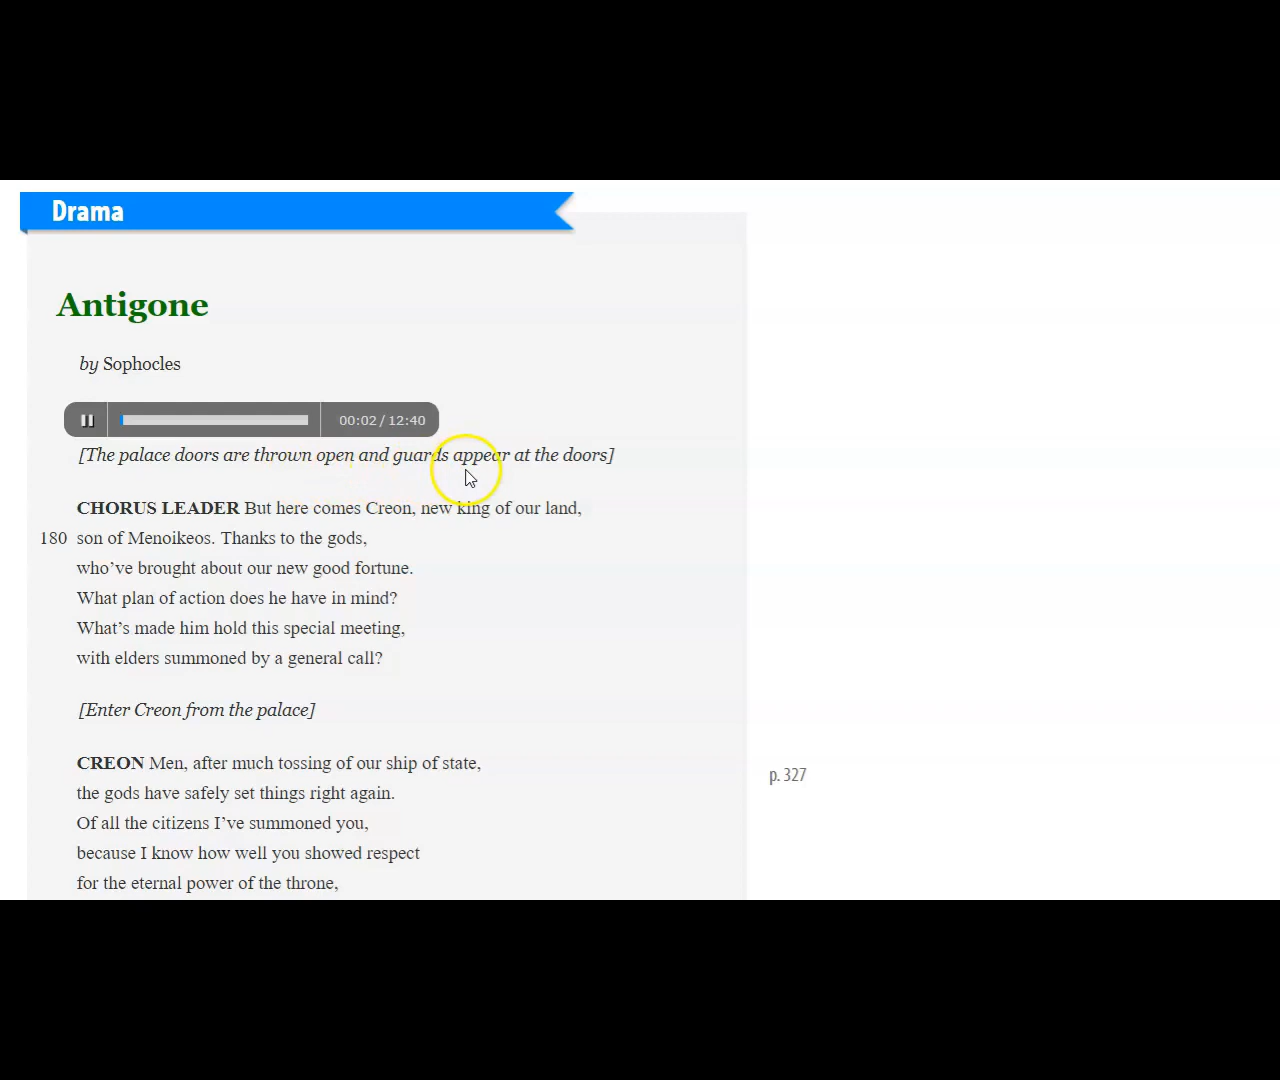 Drama
Antigone
by Sophocles
00:02 / 12:40
[The palace doors are thrown open and guards appear at the doors]
CHORUS LEADER But here comes Creon, new king of our land,
180 son of Menoikeos. Thanks to the gods,
who’ve brought about our new good fortune.
What plan of action does he have in mind?
What’s made him hold this special meeting,
with elders summoned by a general call?
[Enter Creon from the palace]
CREON Men, after much tossing of our ship of state,
p. 327
the gods have safely set things right again.
Of all the citizens I’ve summoned you,
because I know how well you showed respect
for the eternal power of the throne,